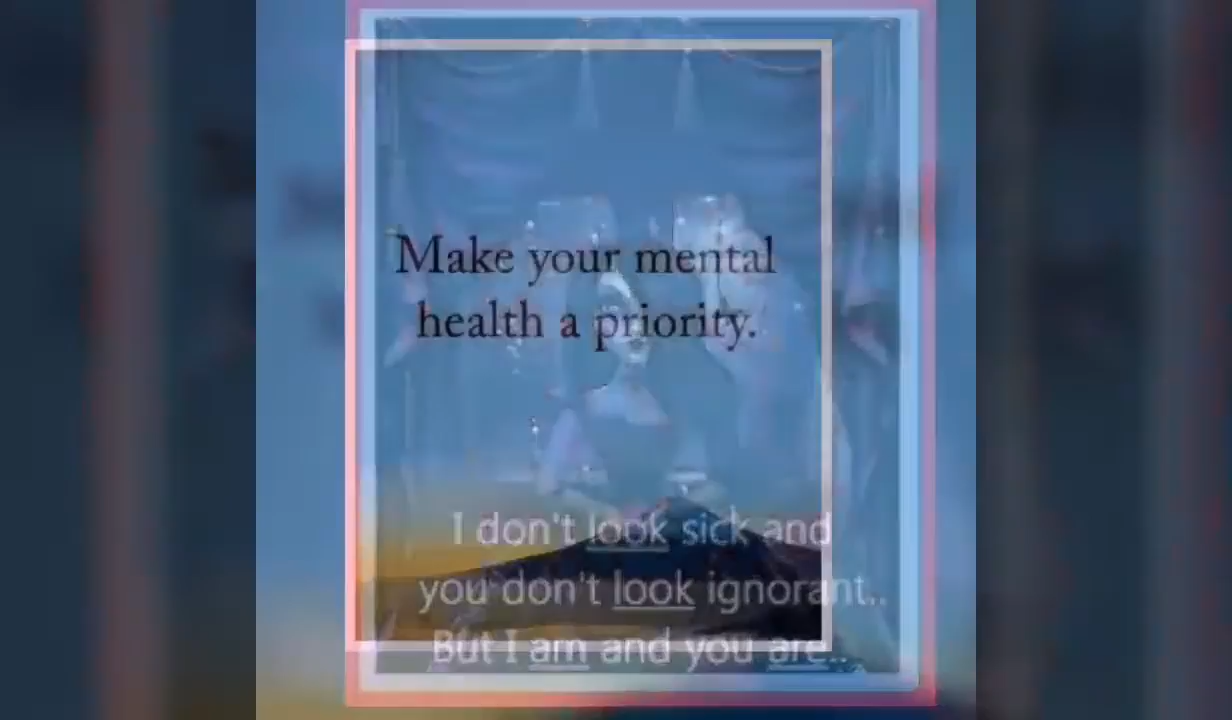 Make your mental
health a priority.
I don't look sick and
you don't look ignorant..
But I am and you are..